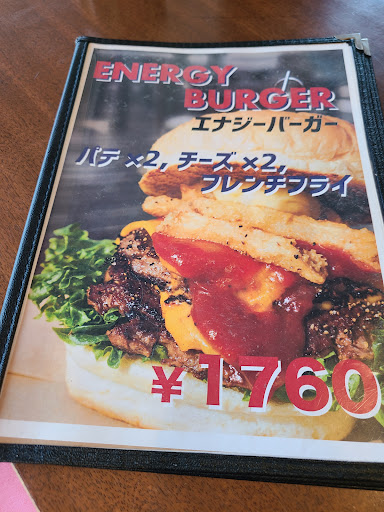 ENERGY
BURGER
エナジーバーガー
パテ×2, チーズ×2,
フレンチフライ
¥1760